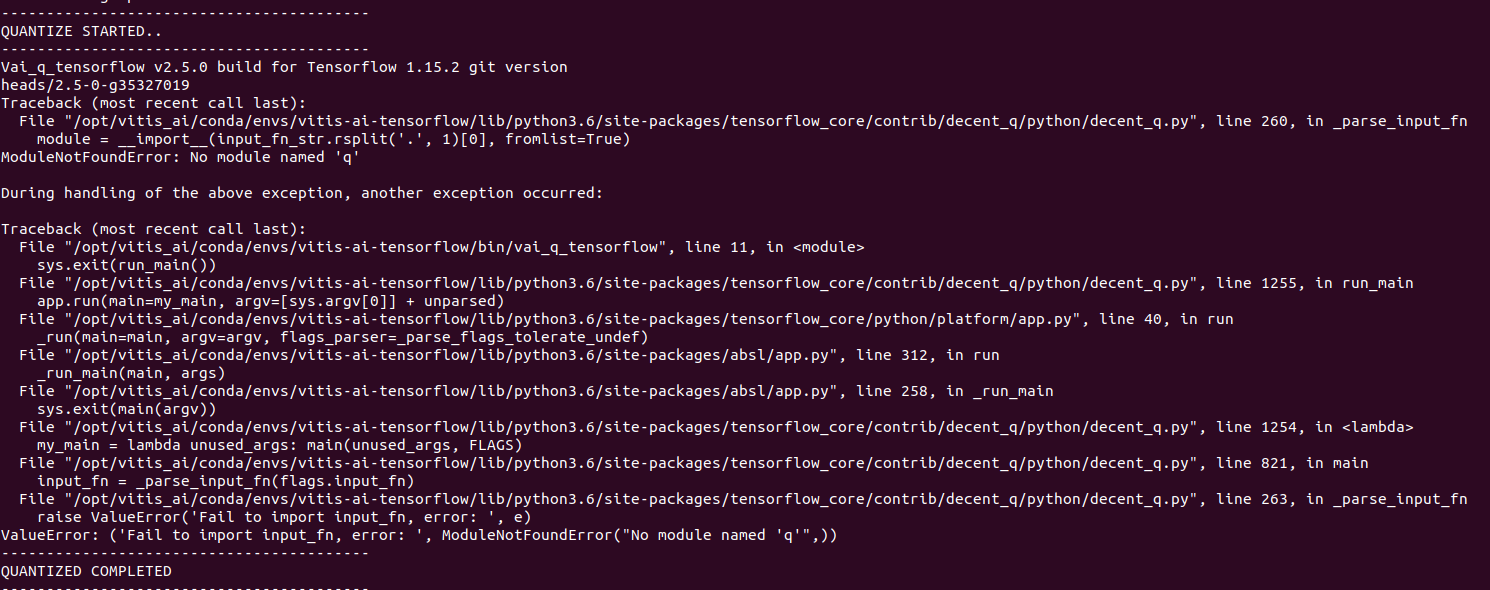 -----------------------------------------
QUANTIZE STARTED..
-----------------------------------------
Vai_q_tensorflow v2.5.0 build for Tensorflow 1.15.2 git version
heads/2.5-0-g35327019
Traceback (most recent call last):
  File "/opt/vitis_ai/conda/envs/vitis-ai-tensorflow/lib/python3.6/site-packages/tensorflow_core/contrib/decent_q/python/decent_q.py", line 260, in _parse_input_fn
    module = __import__(input_fn_str.rsplit('.', 1)[0], fromlist=True)
ModuleNotFoundError: No module named 'q'

During handling of the above exception, another exception occurred:

Traceback (most recent call last):
  File "/opt/vitis_ai/conda/envs/vitis-ai-tensorflow/bin/vai_q_tensorflow", line 11, in <module>
    sys.exit(run_main())
  File "/opt/vitis_ai/conda/envs/vitis-ai-tensorflow/lib/python3.6/site-packages/tensorflow_core/contrib/decent_q/python/decent_q.py", line 1255, in run_main
    app.run(main=my_main, argv=[sys.argv[0]] + unparsed)
  File "/opt/vitis_ai/conda/envs/vitis-ai-tensorflow/lib/python3.6/site-packages/tensorflow_core/python/platform/app.py", line 40, in run
    _run(main=main, argv=argv, flags_parser=_parse_flags_tolerate_undef)
  File "/opt/vitis_ai/conda/envs/vitis-ai-tensorflow/lib/python3.6/site-packages/absl/app.py", line 312, in run
    _run_main(main, args)
  File "/opt/vitis_ai/conda/envs/vitis-ai-tensorflow/lib/python3.6/site-packages/absl/app.py", line 258, in _run_main
    sys.exit(main(argv))
  File "/opt/vitis_ai/conda/envs/vitis-ai-tensorflow/lib/python3.6/site-packages/tensorflow_core/contrib/decent_q/python/decent_q.py", line 1254, in <lambda>
    my_main = lambda unused_args: main(unused_args, FLAGS)
  File "/opt/vitis_ai/conda/envs/vitis-ai-tensorflow/lib/python3.6/site-packages/tensorflow_core/contrib/decent_q/python/decent_q.py", line 821, in main
    input_fn = _parse_input_fn(flags.input_fn)
  File "/opt/vitis_ai/conda/envs/vitis-ai-tensorflow/lib/python3.6/site-packages/tensorflow_core/contrib/decent_q/python/decent_q.py", line 263, in _parse_input_fn
    raise ValueError('Fail to import input_fn, error: ', e)
ValueError: ('Fail to import input_fn, error: ', ModuleNotFoundError("No module named 'q'",))
-----------------------------------------
QUANTIZED COMPLETED
-----------------------------------------